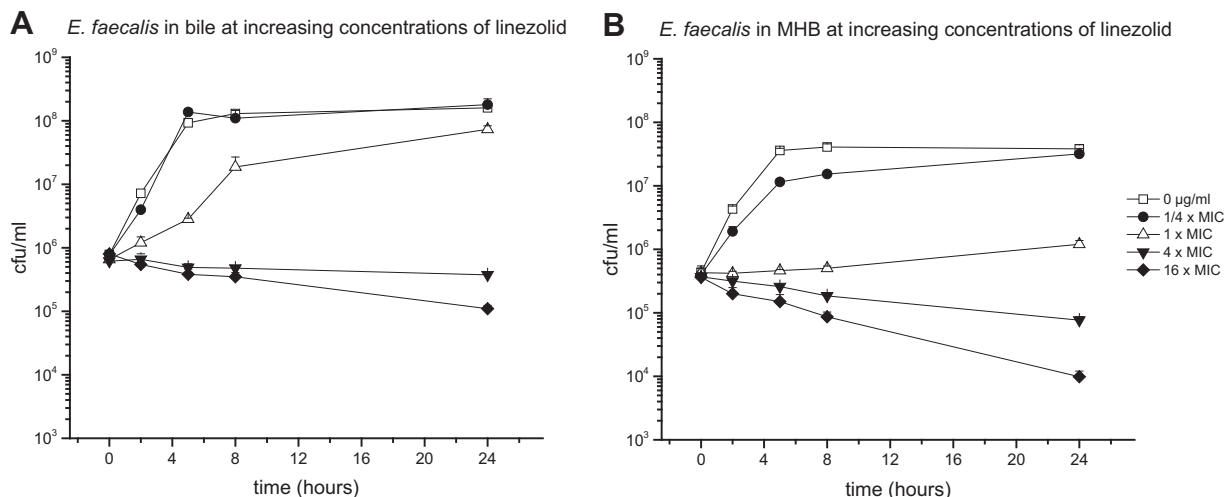 A E. faecalis in bile at increasing concentrations of linezolid
10⁹
10⁸
10⁷
10⁶
10⁵
10⁴
10³
cfu/ml
0 4 8 12 16 20 24
time (hours)
B E. faecalis in MHB at increasing concentrations of linezolid
10⁹
10⁸
10⁷
10⁶
10⁵
10⁴
10³
cfu/ml
0 4 8 12 16 20 24
time (hours)
0 µg/ml
1/4 x MIC
1 x MIC
4 x MIC
16 x MIC